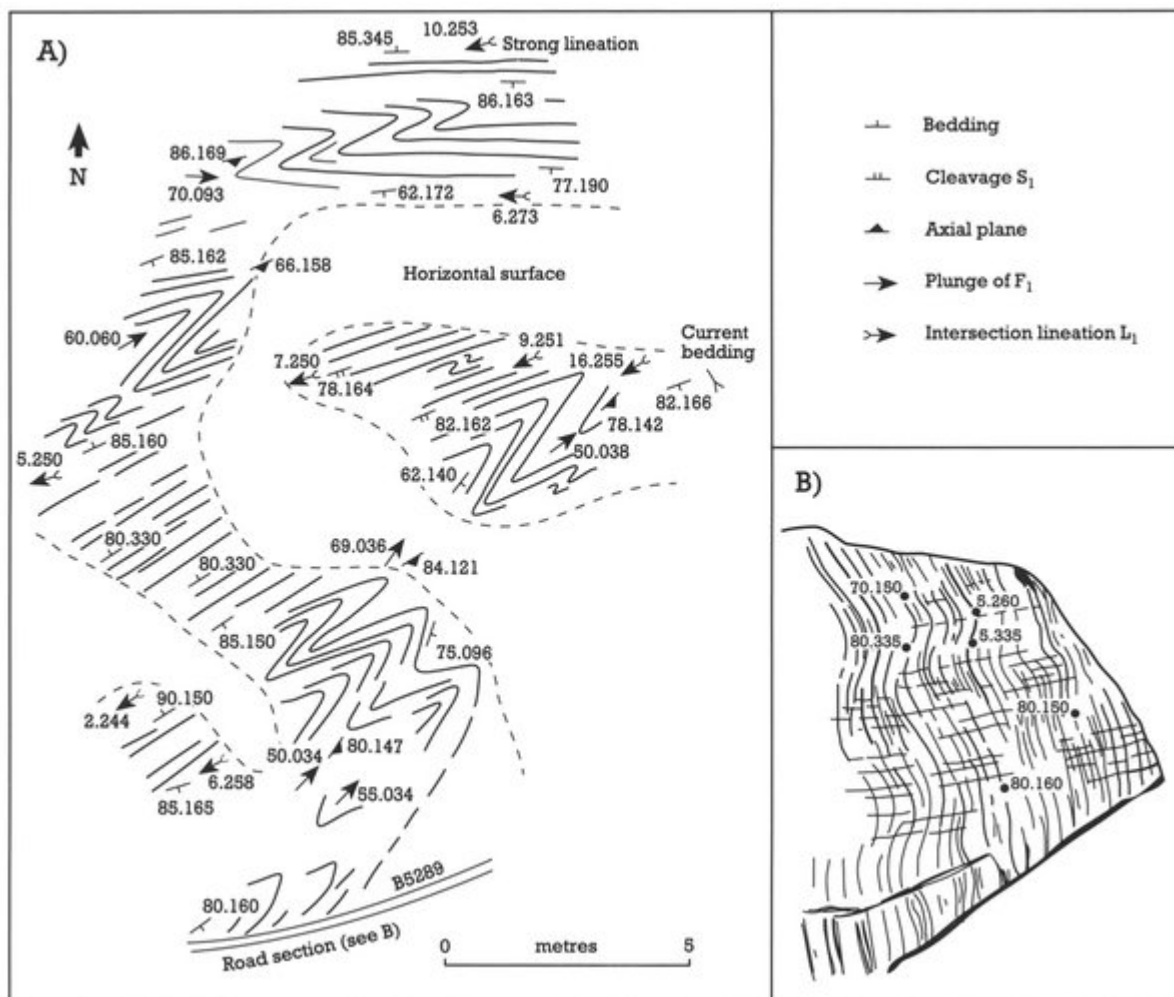 A)
10.253
85.345
Strong lineation
86.163
N
86.169
70.093
62.172
77.190
6.273
85.162
66.158
Horizontal surface
60.060
Current
bedding
9.251
7.250
16.255
78.164
82.166
82.162
78.142
85.160
50.038
5.250
62.140
80.330
80.330
69.036
84.121
85.150
75.096
90.150
2.244
50.034
80.147
6.258
55.034
85.165
B5289
80.160
Road section (see B)
0 metres 5
Bedding
Cleavage S₁
Axial plane
Plunge of F₁
Intersection lineation L₁
B)
70.150
5.260
80.335
5.335
80.150
80.160